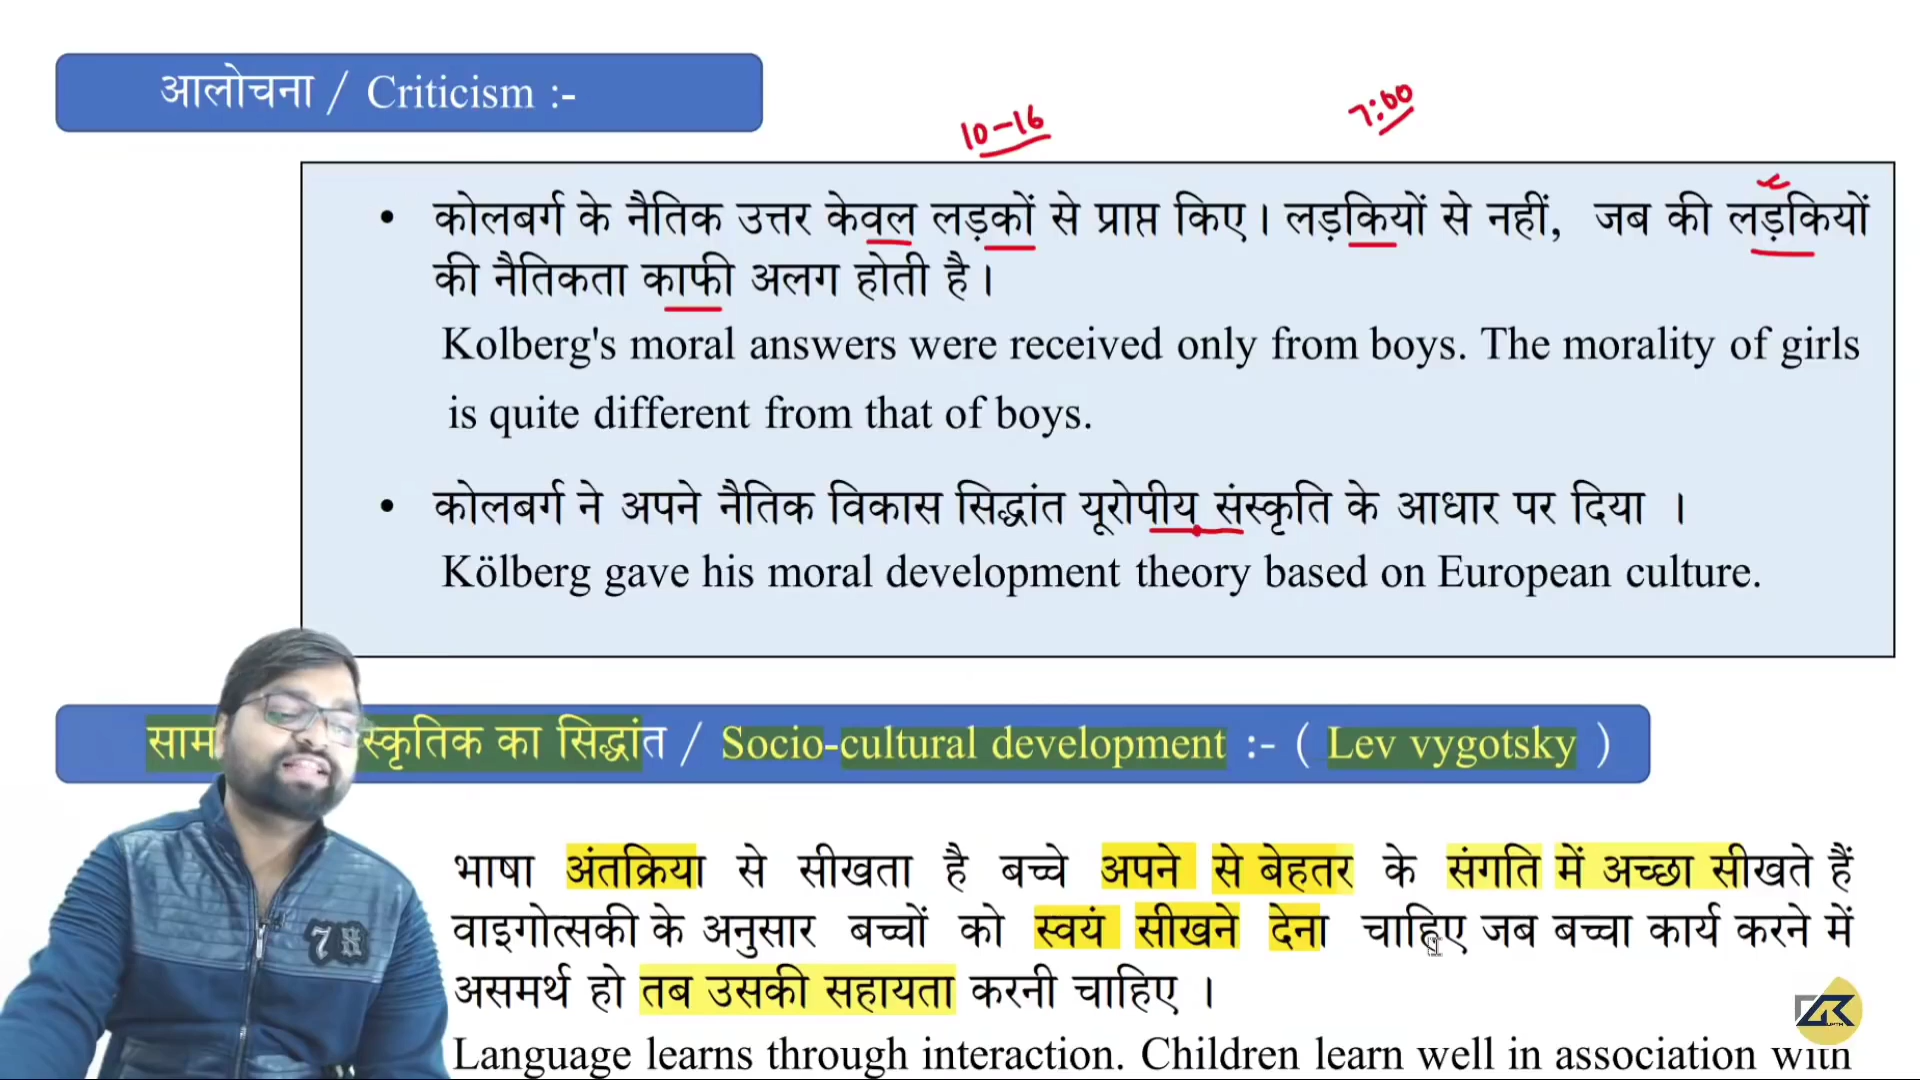 आलोचना / Criticism :-
10-16
7:00
• कोलबर्ग के नैतिक उत्तर केवल लड़कों से प्राप्त किए। लड़कियों से नहीं, जब की लड़कियों
की नैतिकता काफी अलग होती है।
Kolberg's moral answers were received only from boys. The morality of girls
is quite different from that of boys.
• कोलबर्ग ने अपने नैतिक विकास सिद्धांत यूरोपीय संस्कृति के आधार पर दिया ।
Kölberg gave his moral development theory based on European culture.
साम स्कृतिक का सिद्धांत / Socio-cultural development :- ( Lev vygotsky )
भाषा अंतक्रिया से सीखता है बच्चे अपने से बेहतर के संगति में अच्छा सीखते हैं
वाइगोत्सकी के अनुसार बच्चों को स्वयं सीखने देना चाहिए जब बच्चा कार्य करने में
असमर्थ हो तब उसकी सहायता करनी चाहिए ।
Language learns through interaction. Children learn well in association with